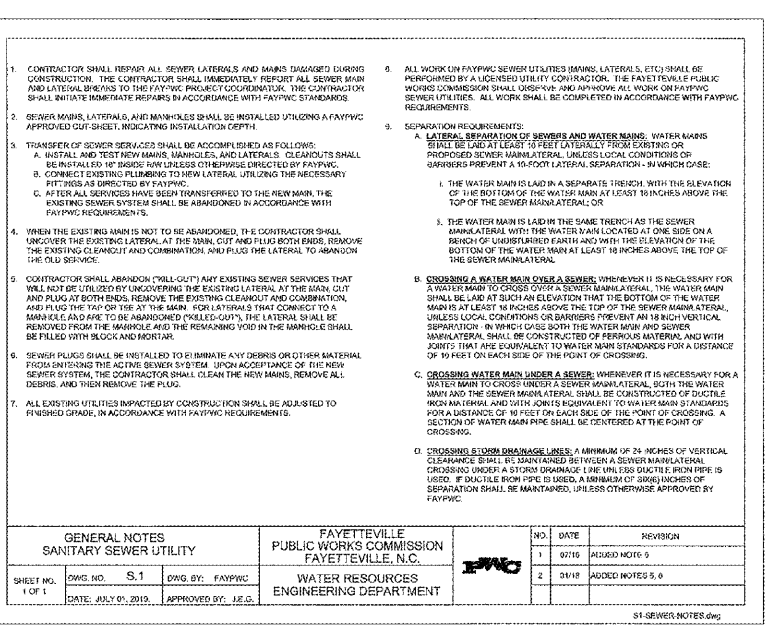 1. CONTRACTOR SHALL REPAIR ALL SEWER LATERALS AND MAINS DAMAGED DURING
CONSTRUCTION. THE CONTRACTOR SHALL IMMEDIATELY REPORT ALL SEWER MAIN
AND LATERAL BREAKS TO THE FAYPWC PROJECT COORDINATOR. THE CONTRACTOR
SHALL INITIATE IMMEDIATE REPAIRS IN ACCORDANCE WITH FAYPWC STANDARDS.
2. SEWER MAINS, LATERALS, AND MANHOLES SHALL BE INSTALLED UTILIZING A FAYPWC
APPROVED CUT-SHEET, INDICATING INSTALLATION DEPTH.
3. TRANSFER OF SEWER SERVICES SHALL BE ACCOMPLISHED AS FOLLOWS:
A. INSTALL AND TEST NEW MAINS, MANHOLES, AND LATERALS. CLEANOUTS SHALL
BE INSTALLED 18" INSIDE R/W UNLESS OTHERWISE DIRECTED BY FAYPWC.
B. CONNECT EXISTING PLUMBING TO NEW LATERAL UTILIZING THE NECESSARY
FITTINGS AS DIRECTED BY FAYPWC.
C. AFTER ALL SERVICES HAVE BEEN TRANSFERRED TO THE NEW MAIN, THE
EXISTING SEWER SYSTEM SHALL BE ABANDONED IN ACCORDANCE WITH
FAYPWC REQUIREMENTS.
4. WHEN THE EXISTING MAIN IS NOT TO BE ABANDONED, THE CONTRACTOR SHALL
UNCOVER THE EXISTING LATERAL AT THE MAIN, CUT AND PLUG BOTH ENDS, REMOVE
THE EXISTING CLEANOUT AND COMBINATION, AND PLUG THE LATERAL TO ABANDON
THE OLD SERVICE.
5. CONTRACTOR SHALL ABANDON ("KILL-OUT") ANY EXISTING SEWER SERVICES THAT
WILL NOT BE UTILIZED BY UNCOVERING THE EXISTING LATERAL AT THE MAIN, CUT
AND PLUG AT BOTH ENDS, REMOVE THE EXISTING CLEANOUT AND COMBINATION,
AND PLUG THE TAP OR TEE AT THE MAIN. FOR LATERALS THAT CONNECT TO A
MANHOLE AND ARE TO BE ABANDONED ("KILLED-OUT"), THE LATERAL SHALL BE
REMOVED FROM THE MANHOLE AND THE REMAINING VOID IN THE MANHOLE SHALL
BE FILLED WITH BLOCK AND MORTAR.
6. SEWER PLUGS SHALL BE INSTALLED TO ELIMINATE ANY DEBRIS OR OTHER MATERIAL
FROM ENTERING THE ACTIVE SEWER SYSTEM. UPON ACCEPTANCE OF THE NEW
SEWER SYSTEM, THE CONTRACTOR SHALL CLEAN THE NEW MAINS, REMOVE ALL
DEBRIS, AND THEN REMOVE THE PLUG.
7. ALL EXISTING UTILITIES IMPACTED BY CONSTRUCTION SHALL BE ADJUSTED TO
FINISHED GRADE, IN ACCORDANCE WITH FAYPWC REQUIREMENTS.
ALL WORK ON FAYPWC SEWER UTILITIES (MAINS, LATERALS, ETC) SHALL BE
PERFORMED BY A LICENSED UTILITY CONTRACTOR. THE FAYETTEVILLE PUBLIC
WORKS COMMISSION SHALL OBSERVE AND APPROVE ALL WORK ON FAYPWC
SEWER UTILITIES. ALL WORK SHALL BE COMPLETED IN ACCORDANCE WITH FAYPWC
REQUIREMENTS.
9. SEPARATION REQUIREMENTS:
A. LATERAL SEPARATION OF SEWERS AND WATER MAINS: WATER MAINS
SHALL BE LAID AT LEAST 10 FEET LATERALLY FROM EXISTING OR
PROPOSED SEWER MAIN/LATERAL, UNLESS LOCAL CONDITIONS OR
BARRIERS PREVENT A 10-FOOT LATERAL SEPARATION - IN WHICH CASE:
i. THE WATER MAIN IS LAID IN A SEPARATE TRENCH, WITH THE ELEVATION
OF THE BOTTOM OF THE WATER MAIN AT LEAST 18 INCHES ABOVE THE
TOP OF THE SEWER MAIN/LATERAL; OR
ii. THE WATER MAIN IS LAID IN THE SAME TRENCH AS THE SEWER
MAIN/LATERAL WITH THE WATER MAIN LOCATED AT ONE SIDE ON A
BENCH OF UNDISTURBED EARTH AND WITH THE ELEVATION OF THE
BOTTOM OF THE WATER MAIN AT LEAST 18 INCHES ABOVE THE TOP OF
THE SEWER MAIN/LATERAL
B. CROSSING A WATER MAIN OVER A SEWER: WHENEVER IT IS NECESSARY FOR
A WATER MAIN TO CROSS OVER A SEWER MAIN/LATERAL, THE WATER MAIN
SHALL BE LAID AT SUCH AN ELEVATION THAT THE BOTTOM OF THE WATER
MAIN IS AT LEAST 18 INCHES ABOVE THE TOP OF THE SEWER MAIN/LATERAL,
UNLESS LOCAL CONDITIONS OR BARRIERS PREVENT AN 18 INCH VERTICAL
SEPARATION - IN WHICH CASE BOTH THE WATER MAIN AND SEWER
MAIN/LATERAL SHALL BE CONSTRUCTED OF FERROUS MATERIAL AND WITH
JOINTS THAT ARE EQUIVALENT TO WATER MAIN STANDARDS FOR A DISTANCE
OF 10 FEET ON EACH SIDE OF THE POINT OF CROSSING.
C. CROSSING WATER MAIN UNDER A SEWER: WHENEVER IT IS NECESSARY FOR A
WATER MAIN TO CROSS UNDER A SEWER MAIN/LATERAL, BOTH THE WATER
MAIN AND THE SEWER MAIN/LATERAL SHALL BE CONSTRUCTED OF DUCTILE
IRON MATERIAL AND WITH JOINTS EQUIVALENT TO WATER MAIN STANDARDS
FOR A DISTANCE OF 10 FEET ON EACH SIDE OF THE POINT OF CROSSING. A
SECTION OF WATER MAIN PIPE SHALL BE CENTERED AT THE POINT OF
CROSSING.
D. CROSSING STORM DRAINAGE LINES: A MINIMUM OF 24 INCHES OF VERTICAL
CLEARANCE SHALL BE MAINTAINED BETWEEN A SEWER MAIN/LATERAL
CROSSING UNDER A STORM DRAINAGE LINE UNLESS DUCTILE IRON PIPE IS
USED. IF DUCTILE IRON PIPE IS USED, A MINIMUM OF SIX(6) INCHES OF
SEPARATION SHALL BE MAINTAINED, UNLESS OTHERWISE APPROVED BY
FAYPWC.
GENERAL NOTES
SANITARY SEWER UTILITY
SHEET NO.
1 OF 1
DWG. NO. S.1
DWG. BY: FAYPWC
DATE: JULY 01, 2010.
APPROVED BY: J.E.G.
FAYETTEVILLE
PUBLIC WORKS COMMISSION
FAYETTEVILLE, N.C.
WATER RESOURCES
ENGINEERING DEPARTMENT
PWC
NO. DATE REVISION
1 07/16 ADDED NOTE
2 01/18 ADDED NOTES
S1-SEWER-NOTES.dwg